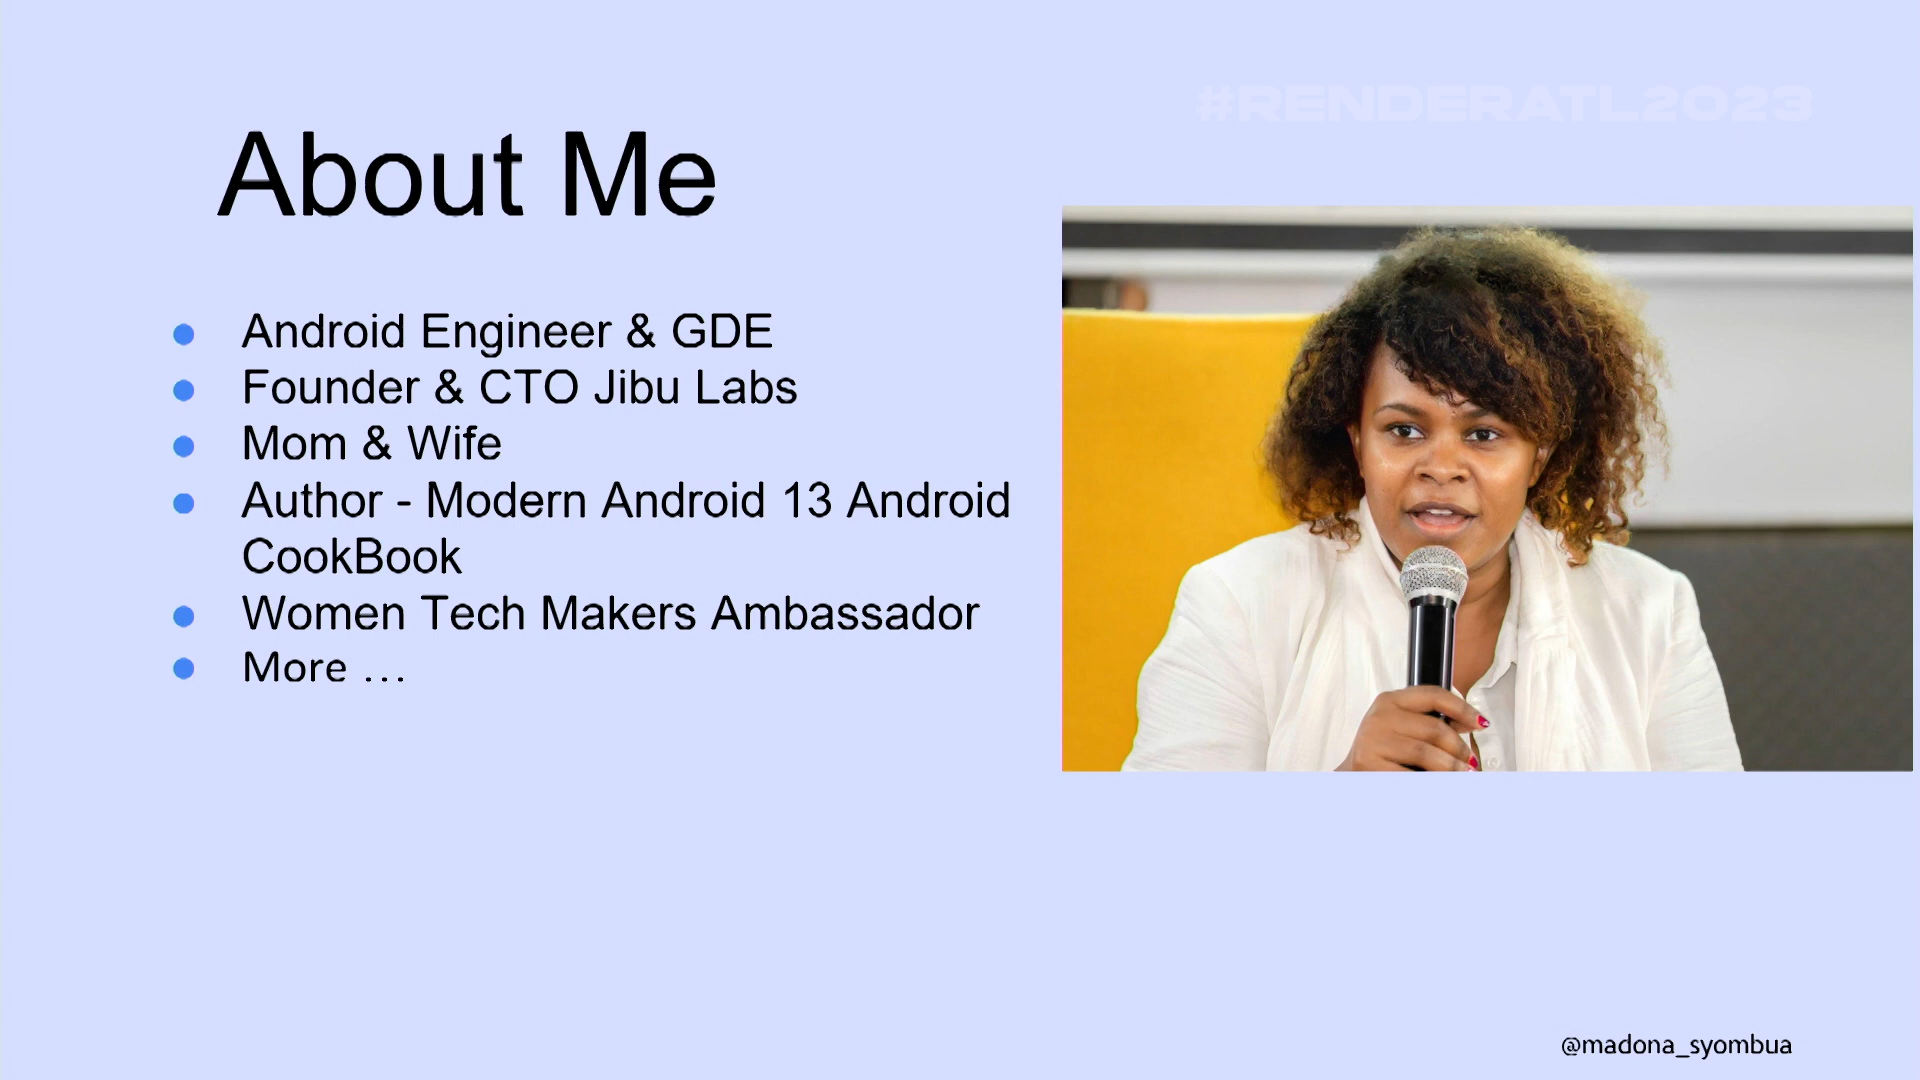 #RENDERATL2023
About Me
Android Engineer & GDE
Founder & CTO Jibu Labs
Mom & Wife
Author - Modern Android 13 Android
CookBook
Women Tech Makers Ambassador
More …
@madona_syombua